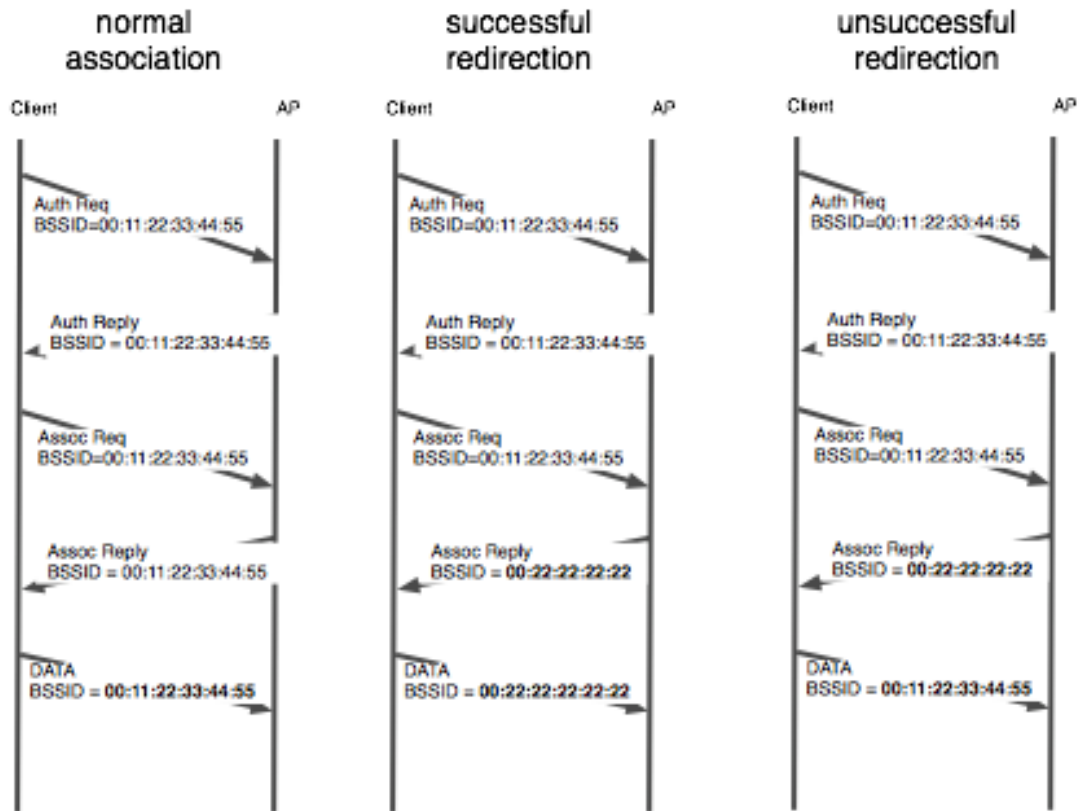 normal
association
Client
AP
Auth Req
BSSID=00:11:22:33:44:55
Auth Reply
BSSID = 00:11:22:33:44:55
Assoc Req
BSSID=00:11:22:33:44:55
Assoc Reply
BSSID = 00:11:22:33:44:55
DATA
BSSID = 00:11:22:33:44:55
successful
redirection
Client
AP
Auth Req
BSSID=00:11:22:33:44:55
Auth Reply
BSSID = 00:11:22:33:44:55
Assoc Req
BSSID=00:11:22:33:44:55
Assoc Reply
BSSID = 00:22:22:22:22
DATA
BSSID = 00:22:22:22:22:22
unsuccessful
redirection
Client
AP
Auth Req
BSSID=00:11:22:33:44:55
Auth Reply
BSSID = 00:11:22:33:44:55
Assoc Req
BSSID=00:11:22:33:44:55
Assoc Reply
BSSID = 00:22:22:22:22
DATA
BSSID = 00:11:22:33:44:55